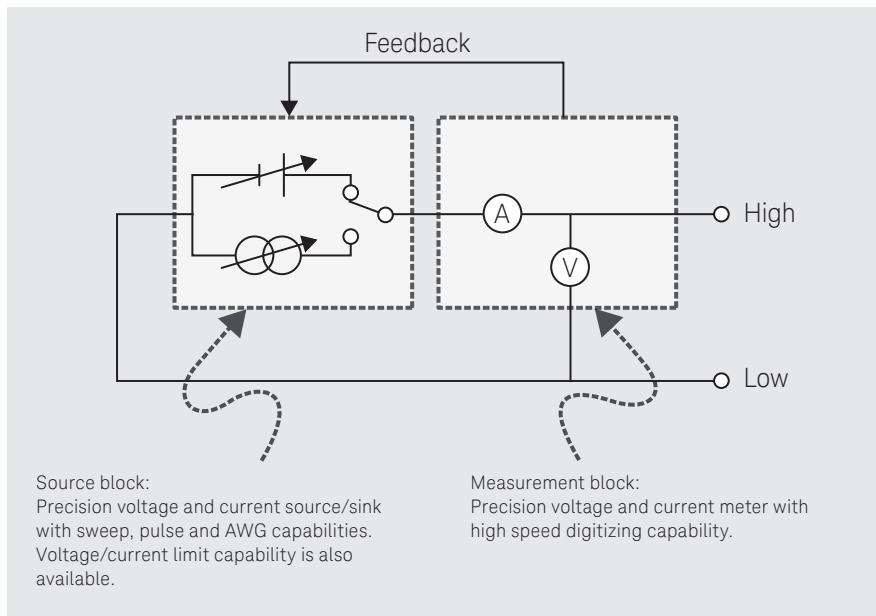 Feedback
A
High
V
Low
Source block:
Precision voltage and current source/sink
with sweep, pulse and AWG capabilities.
Voltage/current limit capability is also
available.
Measurement block:
Precision voltage and current meter with
high speed digitizing capability.